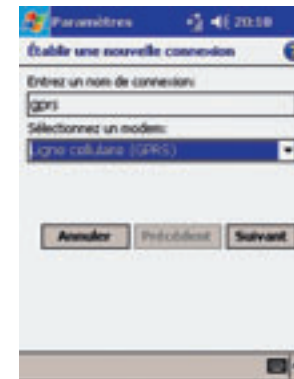 Paramètres 20:58
Établir une nouvelle connexion
Entrez un nom de connexion:
gprs
Sélectionnez un modem:
Ligne cellulaire (GPRS)
Annuler Précédent Suivant